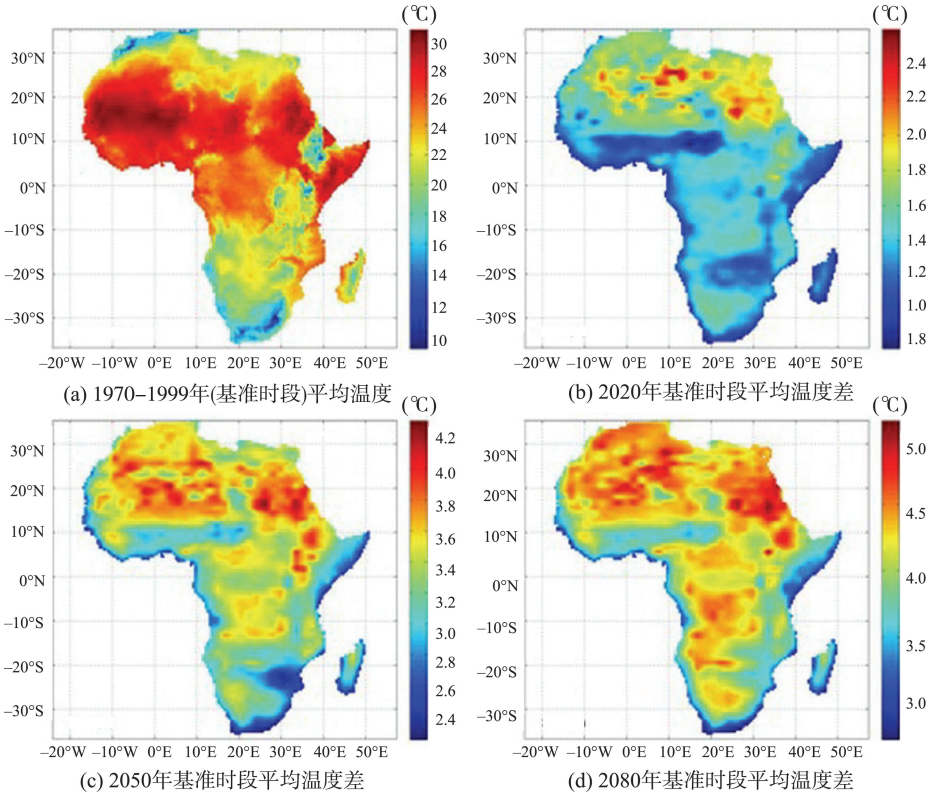 (℃) (℃)
30°N 30 30°N 2.4
28
20°N 26 20°N 2.2
10°N 24 10°N 2.0
22
0°N 20 0°N 1.8
–10°S 18 –10°S 1.6
16 1.4
–20°S 14 –20°S 1.2
12 1.0
–30°S 10 –30°S 1.8
–20°W –10°W 0°E 10°E 20°E 30°E 40°E 50°E –20°W –10°W 0°E 10°E 20°E 30°E 40°E 50°E
(a) 1970–1999年(基准时段)平均温度 (b) 2020年基准时段平均温度差
(℃) (℃)
30°N 4.2 30°N 5.0
20°N 4.0 20°N
3.8 4.5
10°N 3.6 10°N
0°N 3.4 0°N 4.0
3.2
–10°S 3.0 –10°S 3.5
–20°S 2.8 –20°S
2.6 3.0
–30°S 2.4 –30°S
–20°W –10°W 0°E 10°E 20°E 30°E 40°E 50°E –20°W –10°W 0°E 10°E 20°E 30°E 40°E 50°E
(c) 2050年基准时段平均温度差 (d) 2080年基准时段平均温度差